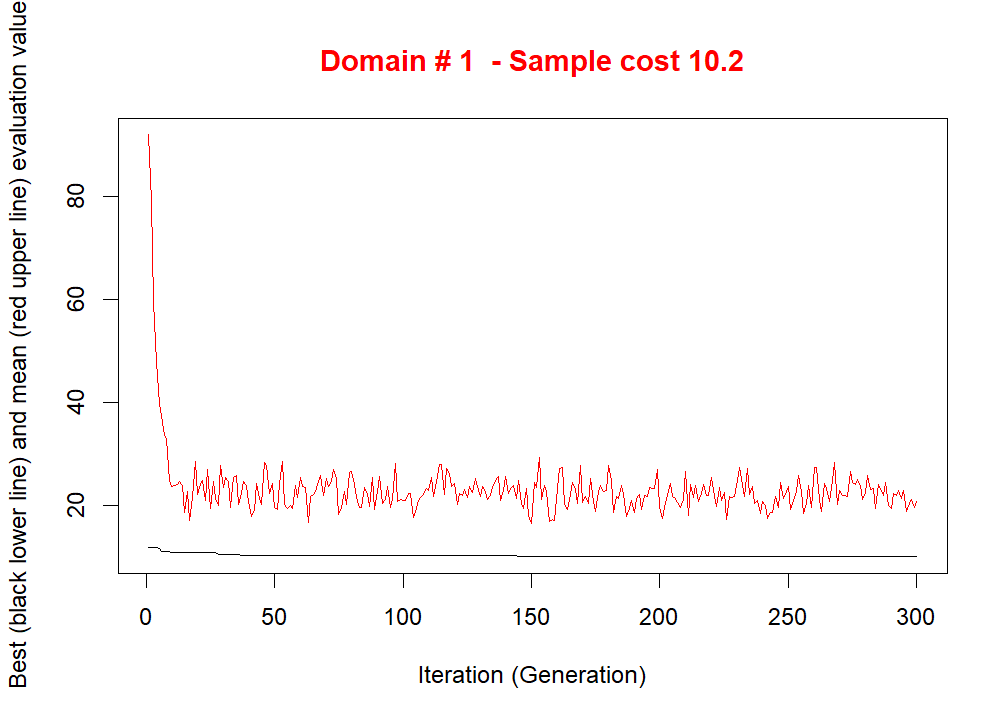 Domain # 1  - Sample cost 10.2
Best (black lower line) and mean (red upper line) evaluation value
80
60
40
20
0 50 100 150 200 250 300
Iteration (Generation)